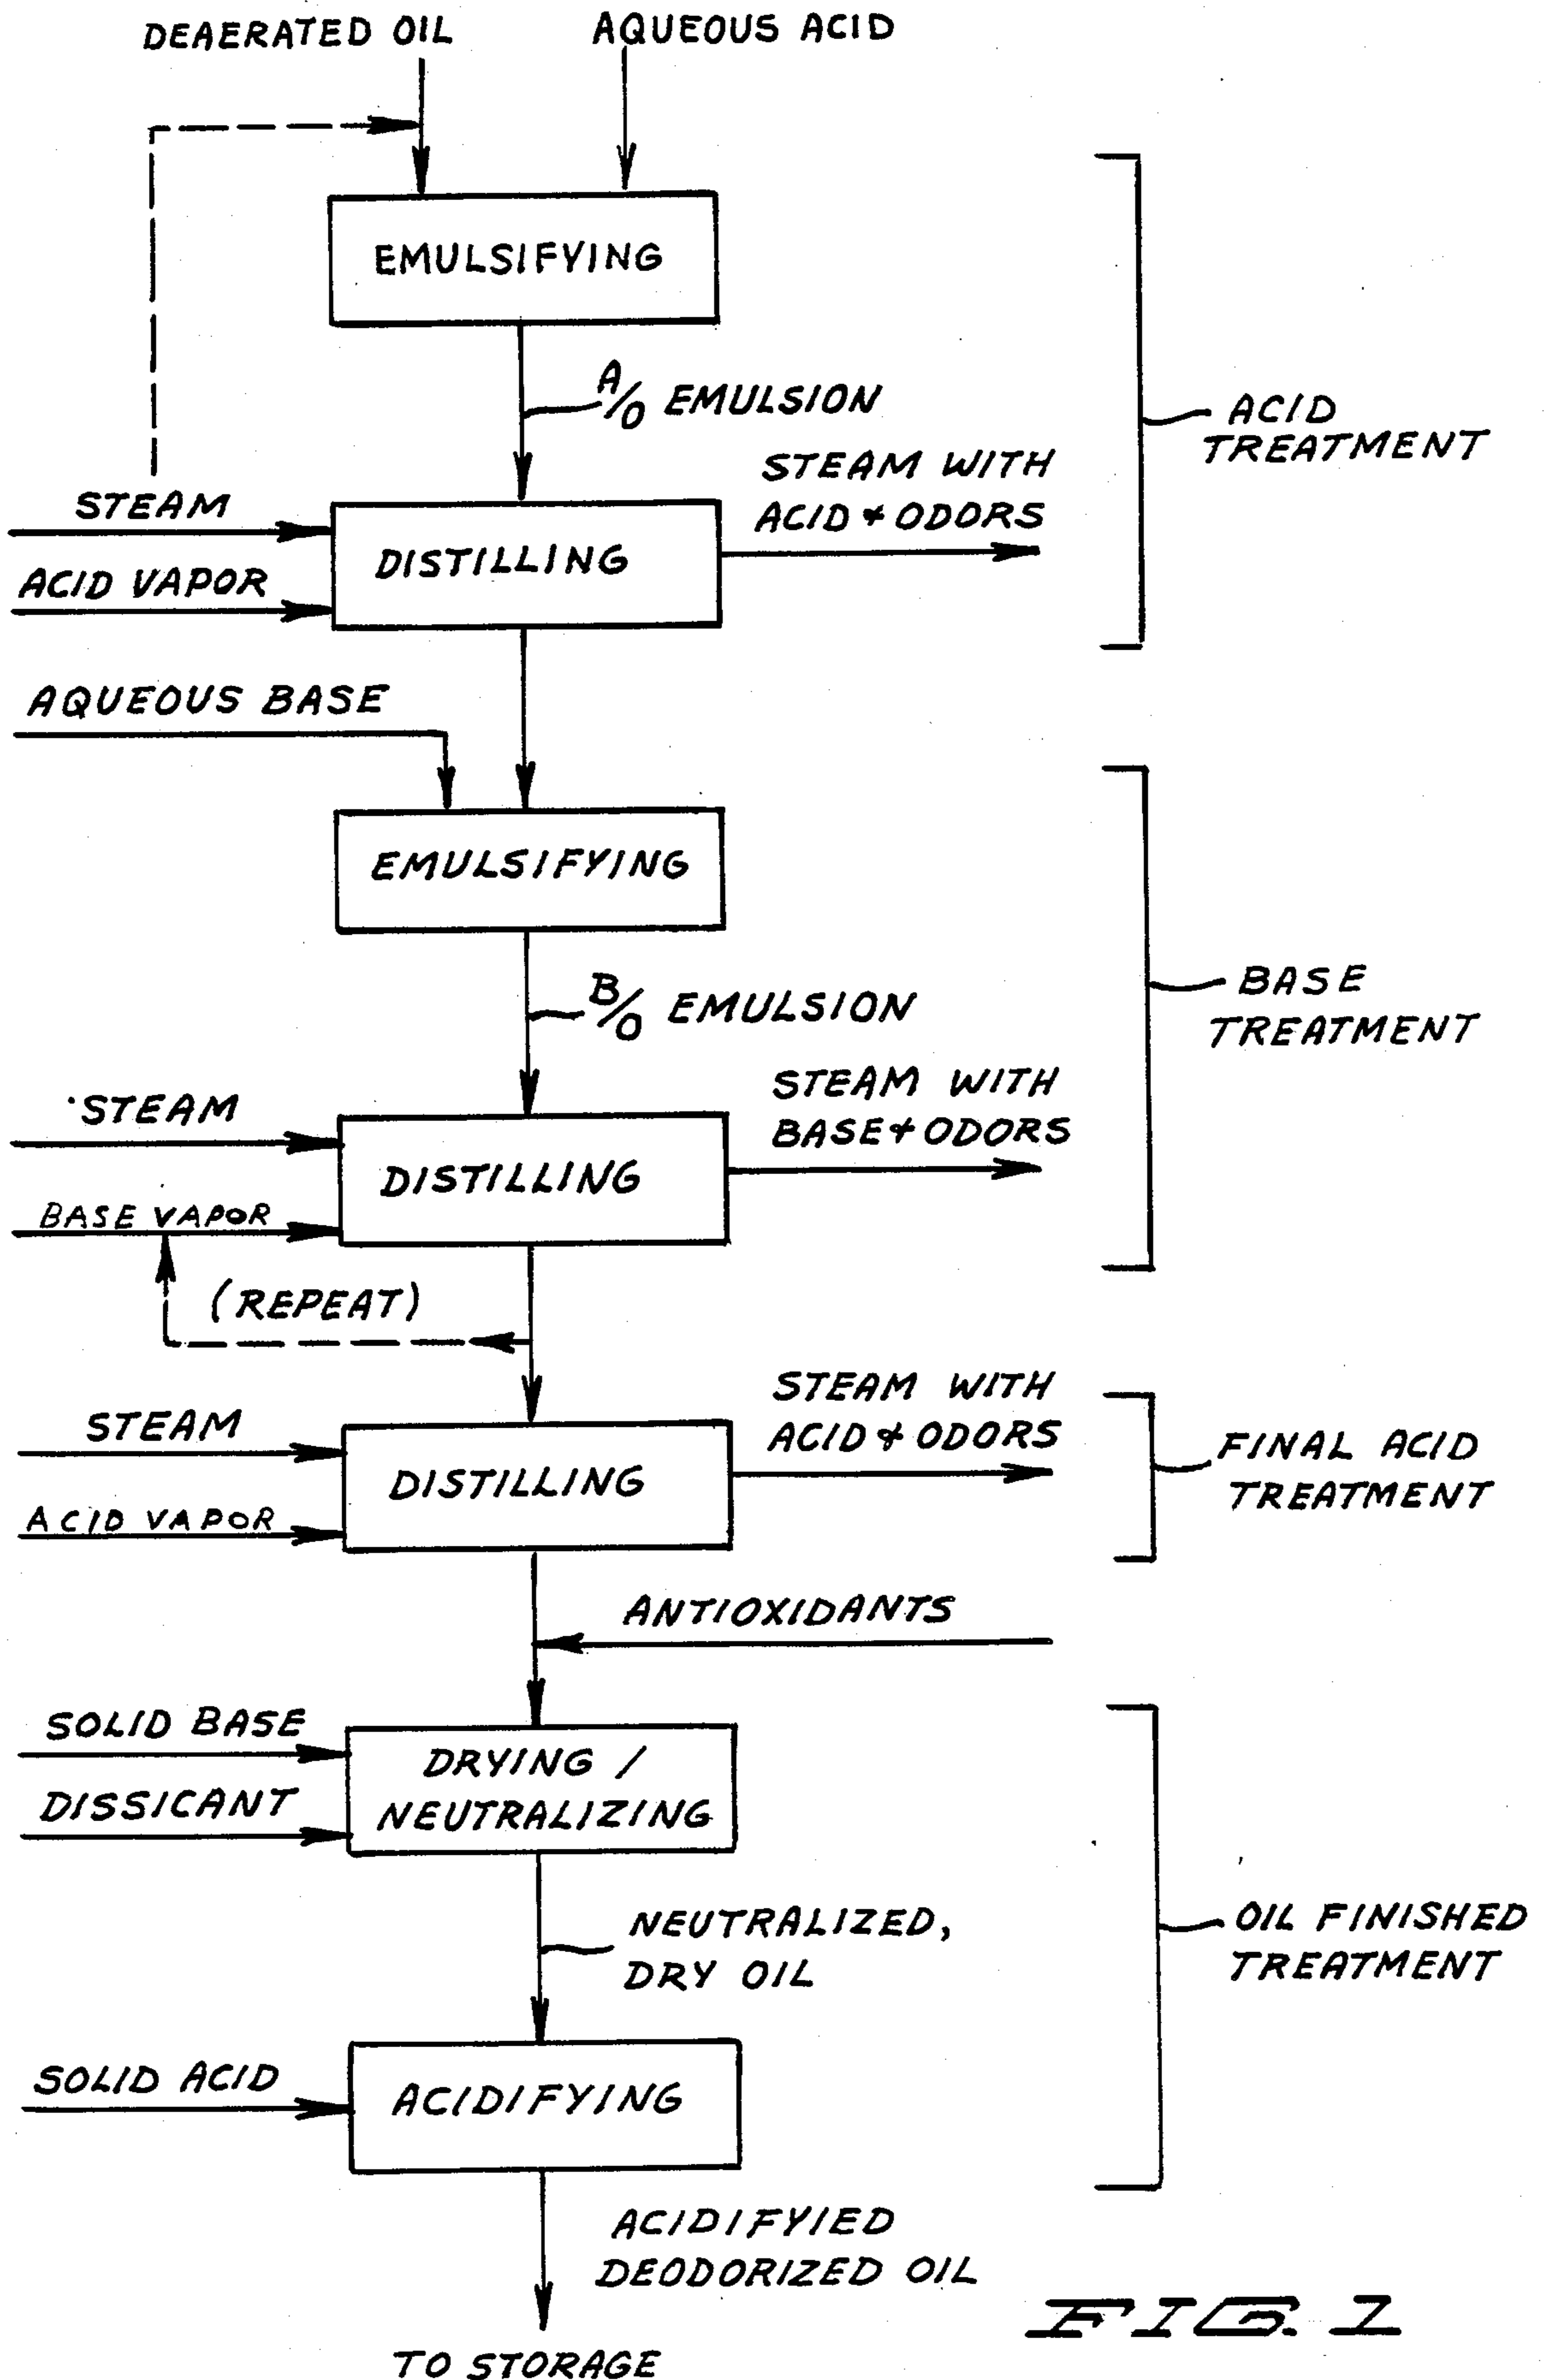 DEAERATED OIL
AQUEOUS ACID
EMULSIFYING
A/O EMULSION
ACID
TREATMENT
STEAM WITH
ACID & ODORS
STEAM
ACID VAPOR
DISTILLING
AQUEOUS BASE
EMULSIFYING
B/O EMULSION
BASE
TREATMENT
STEAM WITH
BASE & ODORS
STEAM
BASE VAPOR
DISTILLING
(REPEAT)
STEAM WITH
ACID & ODORS
STEAM
ACID VAPOR
DISTILLING
FINAL ACID
TREATMENT
ANTIOXIDANTS
SOLID BASE
DISSICANT
DRYING /
NEUTRALIZING
NEUTRALIZED,
DRY OIL
OIL FINISHED
TREATMENT
SOLID ACID
ACIDIFYING
ACIDIFYIED
DEODORIZED OIL
TO STORAGE
FIG. 1